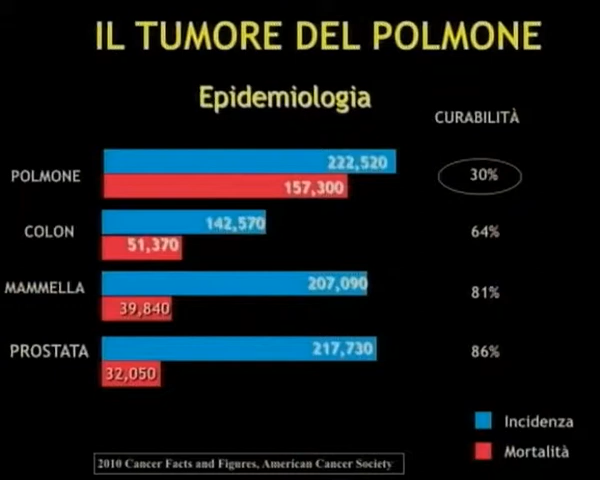 IL TUMORE DEL POLMONE
Epidemiologia
CURABILITÀ
POLMONE 222,520 157,300 30%
COLON 142,570 51,370 64%
MAMMELLA 207,090 39,840 81%
PROSTATA 217,730 32,050 86%
Incidenza
Mortalità
2010 Cancer Facts and Figures, American Cancer Society